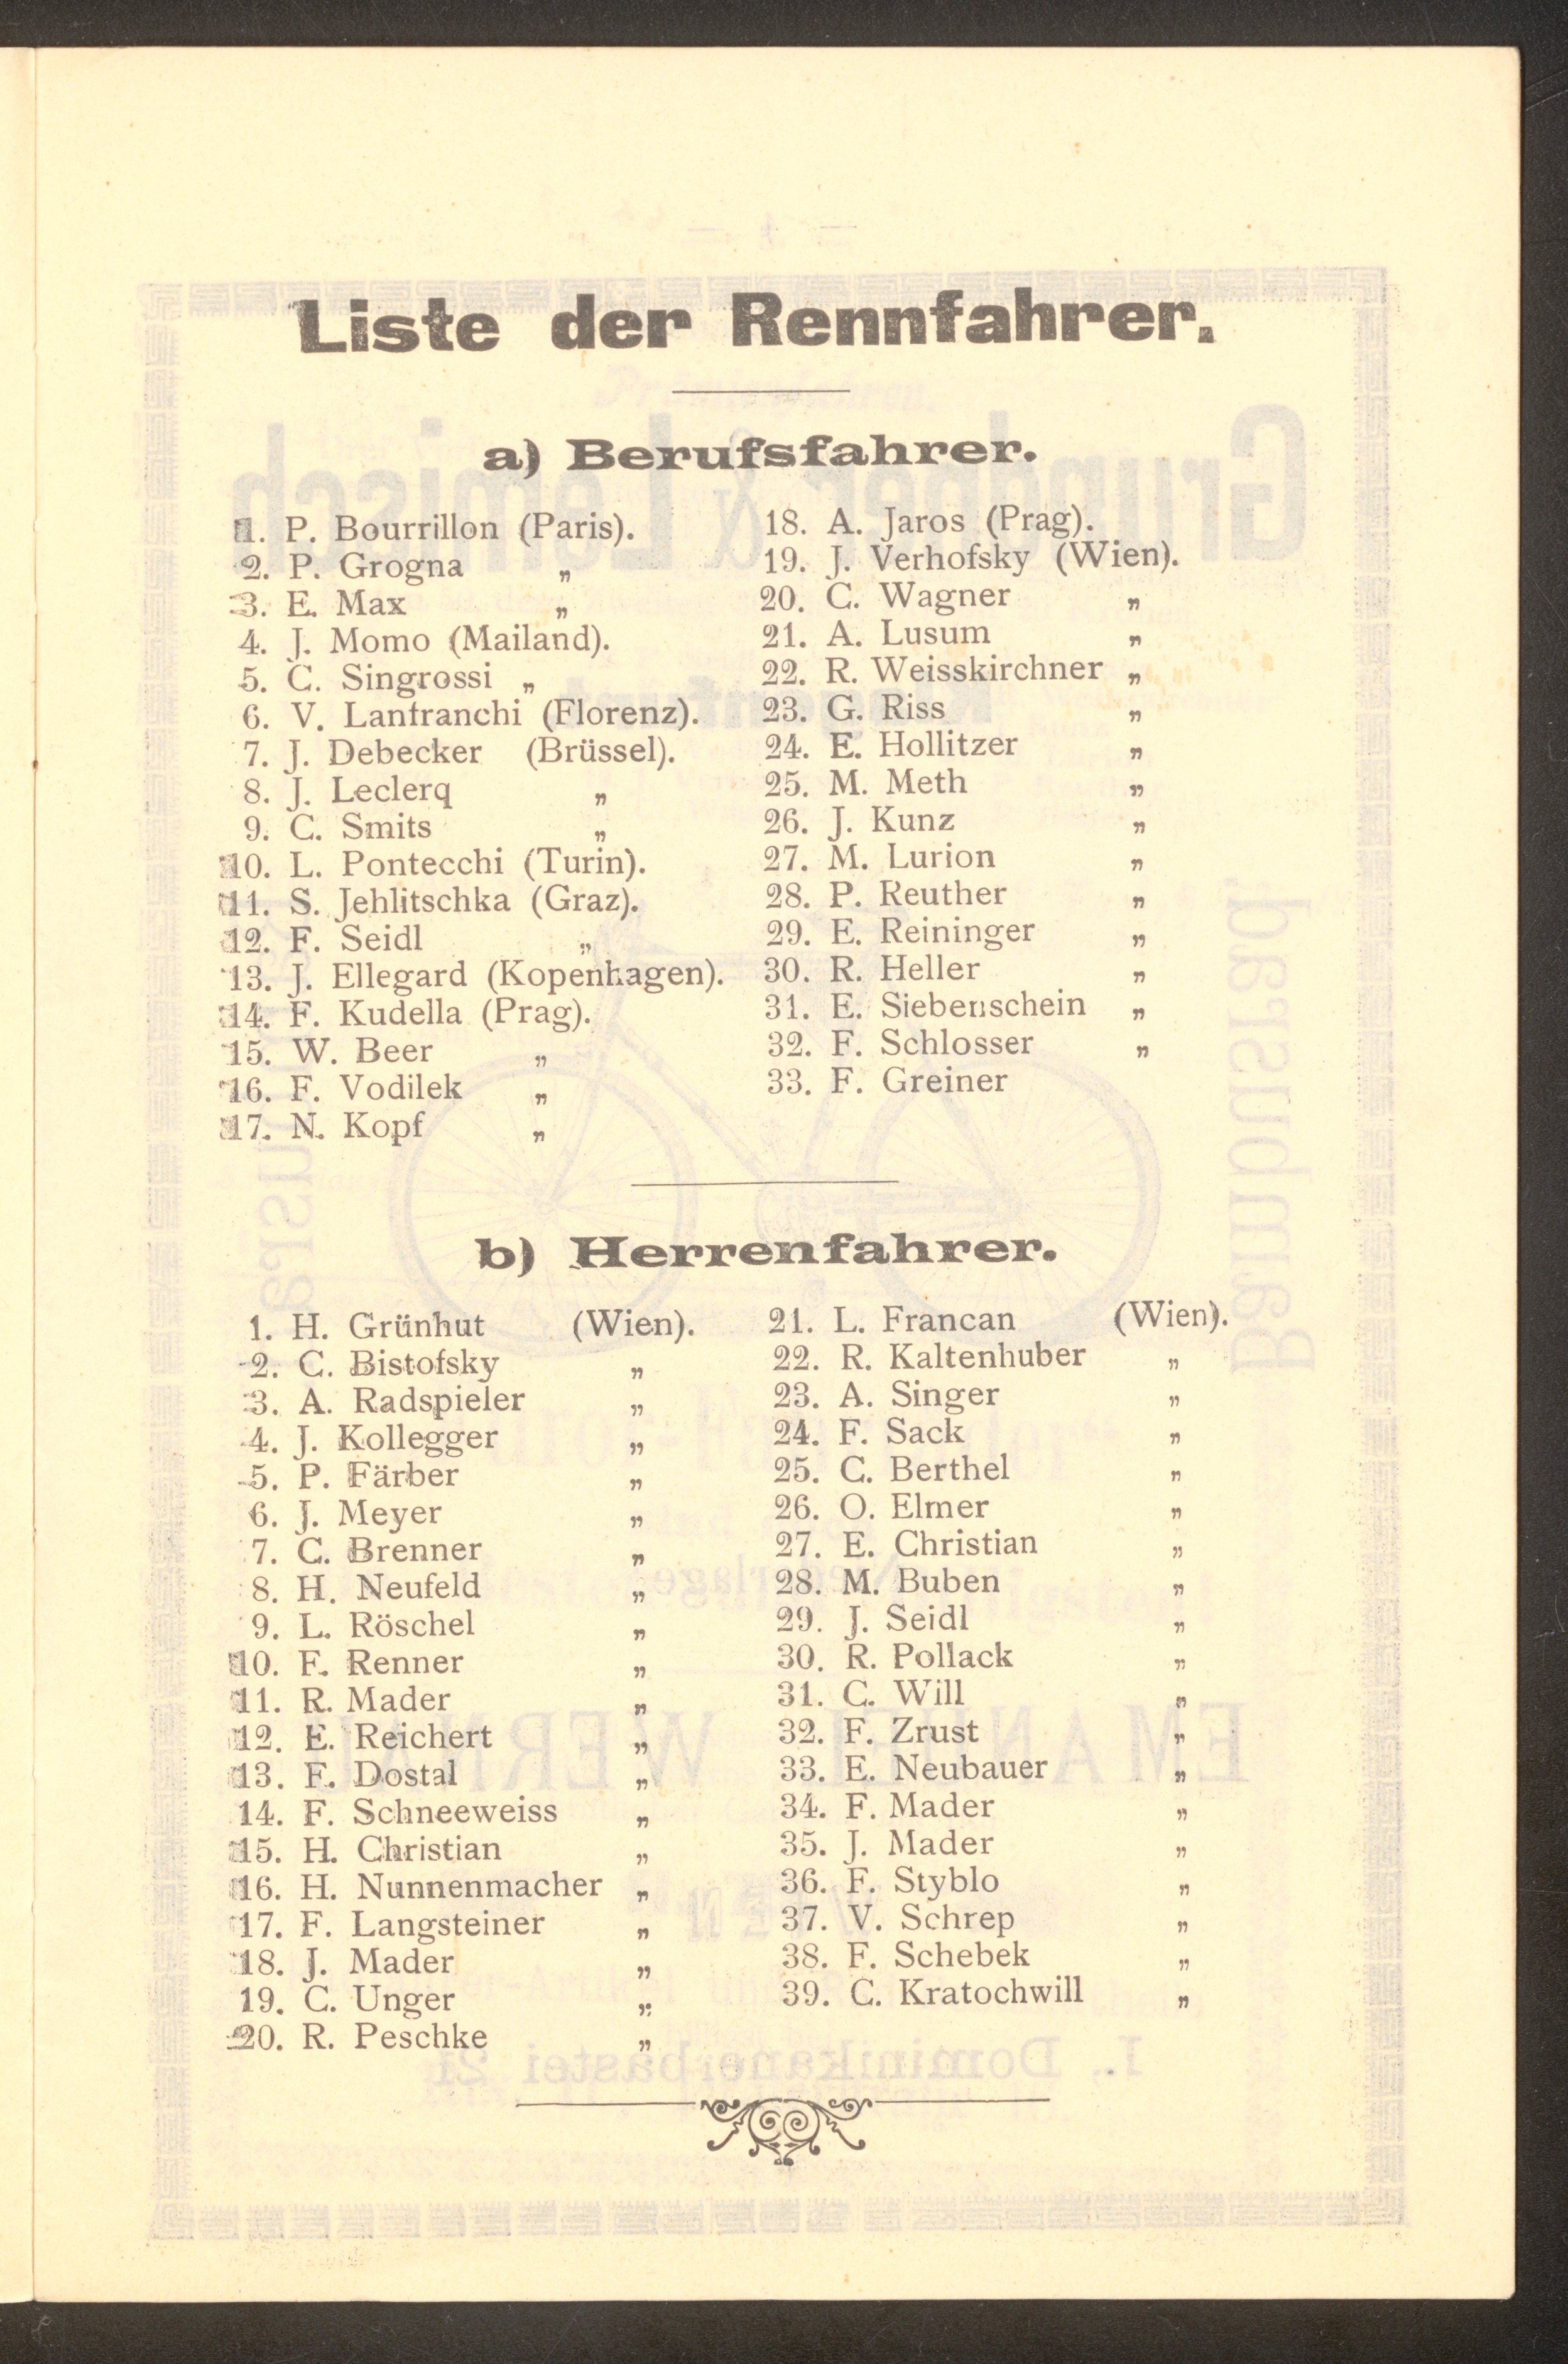 Liste der Rennfahrer.
a) Berufsfahrer.
1. P. Bourrillon (Paris).
2. P. Grogna „
3. E. Max „
4. J. Momo (Mailand).
5. C. Singrossi „
6. V. Lanfranchi (Florenz).
7. J. Debecker (Brüssel).
8. J. Leclerq „
9. C. Smits „
10. L. Pontecchi (Turin).
11. S. Jehlitschka (Graz).
12. F. Seidl „
13. J. Ellegard (Kopenhagen).
14. F. Kudella (Prag).
15. W. Beer „
16. F. Vodilek „
17. N. Kopf „
18. A. Jaros (Prag).
19. J. Verhofsky (Wien).
20. C. Wagner „
21. A. Lusum „
22. R. Weisskirchner „
23. G. Riss „
24. E. Hollitzer „
25. M. Meth „
26. J. Kunz „
27. M. Lurion „
28. P. Reuther „
29. E. Reininger „
30. R. Heller „
31. E. Siebenschein „
32. F. Schlosser „
33. F. Greiner
b) Herrenfahrer.
1. H. Grünhut (Wien).
2. C. Bistofsky „
3. A. Radspieler „
4. J. Kollegger „
5. P. Färber „
6. J. Meyer „
7. C. Brenner „
8. H. Neufeld „
9. L. Röschel „
10. F. Renner „
11. R. Mader „
12. E. Reichert „
13. F. Dostal „
14. F. Schneeweiss „
15. H. Christian „
16. H. Nunnenmacher „
17. F. Langsteiner „
18. J. Mader „
19. C. Unger „
20. R. Peschke „
21. L. Francan (Wien).
22. R. Kaltenhuber „
23. A. Singer „
24. F. Sack „
25. C. Berthel „
26. O. Elmer „
27. E. Christian „
28. M. Buben „
29. J. Seidl „
30. R. Pollack „
31. C. Will „
32. F. Zrust „
33. E. Neubauer „
34. F. Mader „
35. J. Mader „
36. F. Styblo „
37. V. Schrep „
38. F. Schebek „
39. C. Kratochwill „